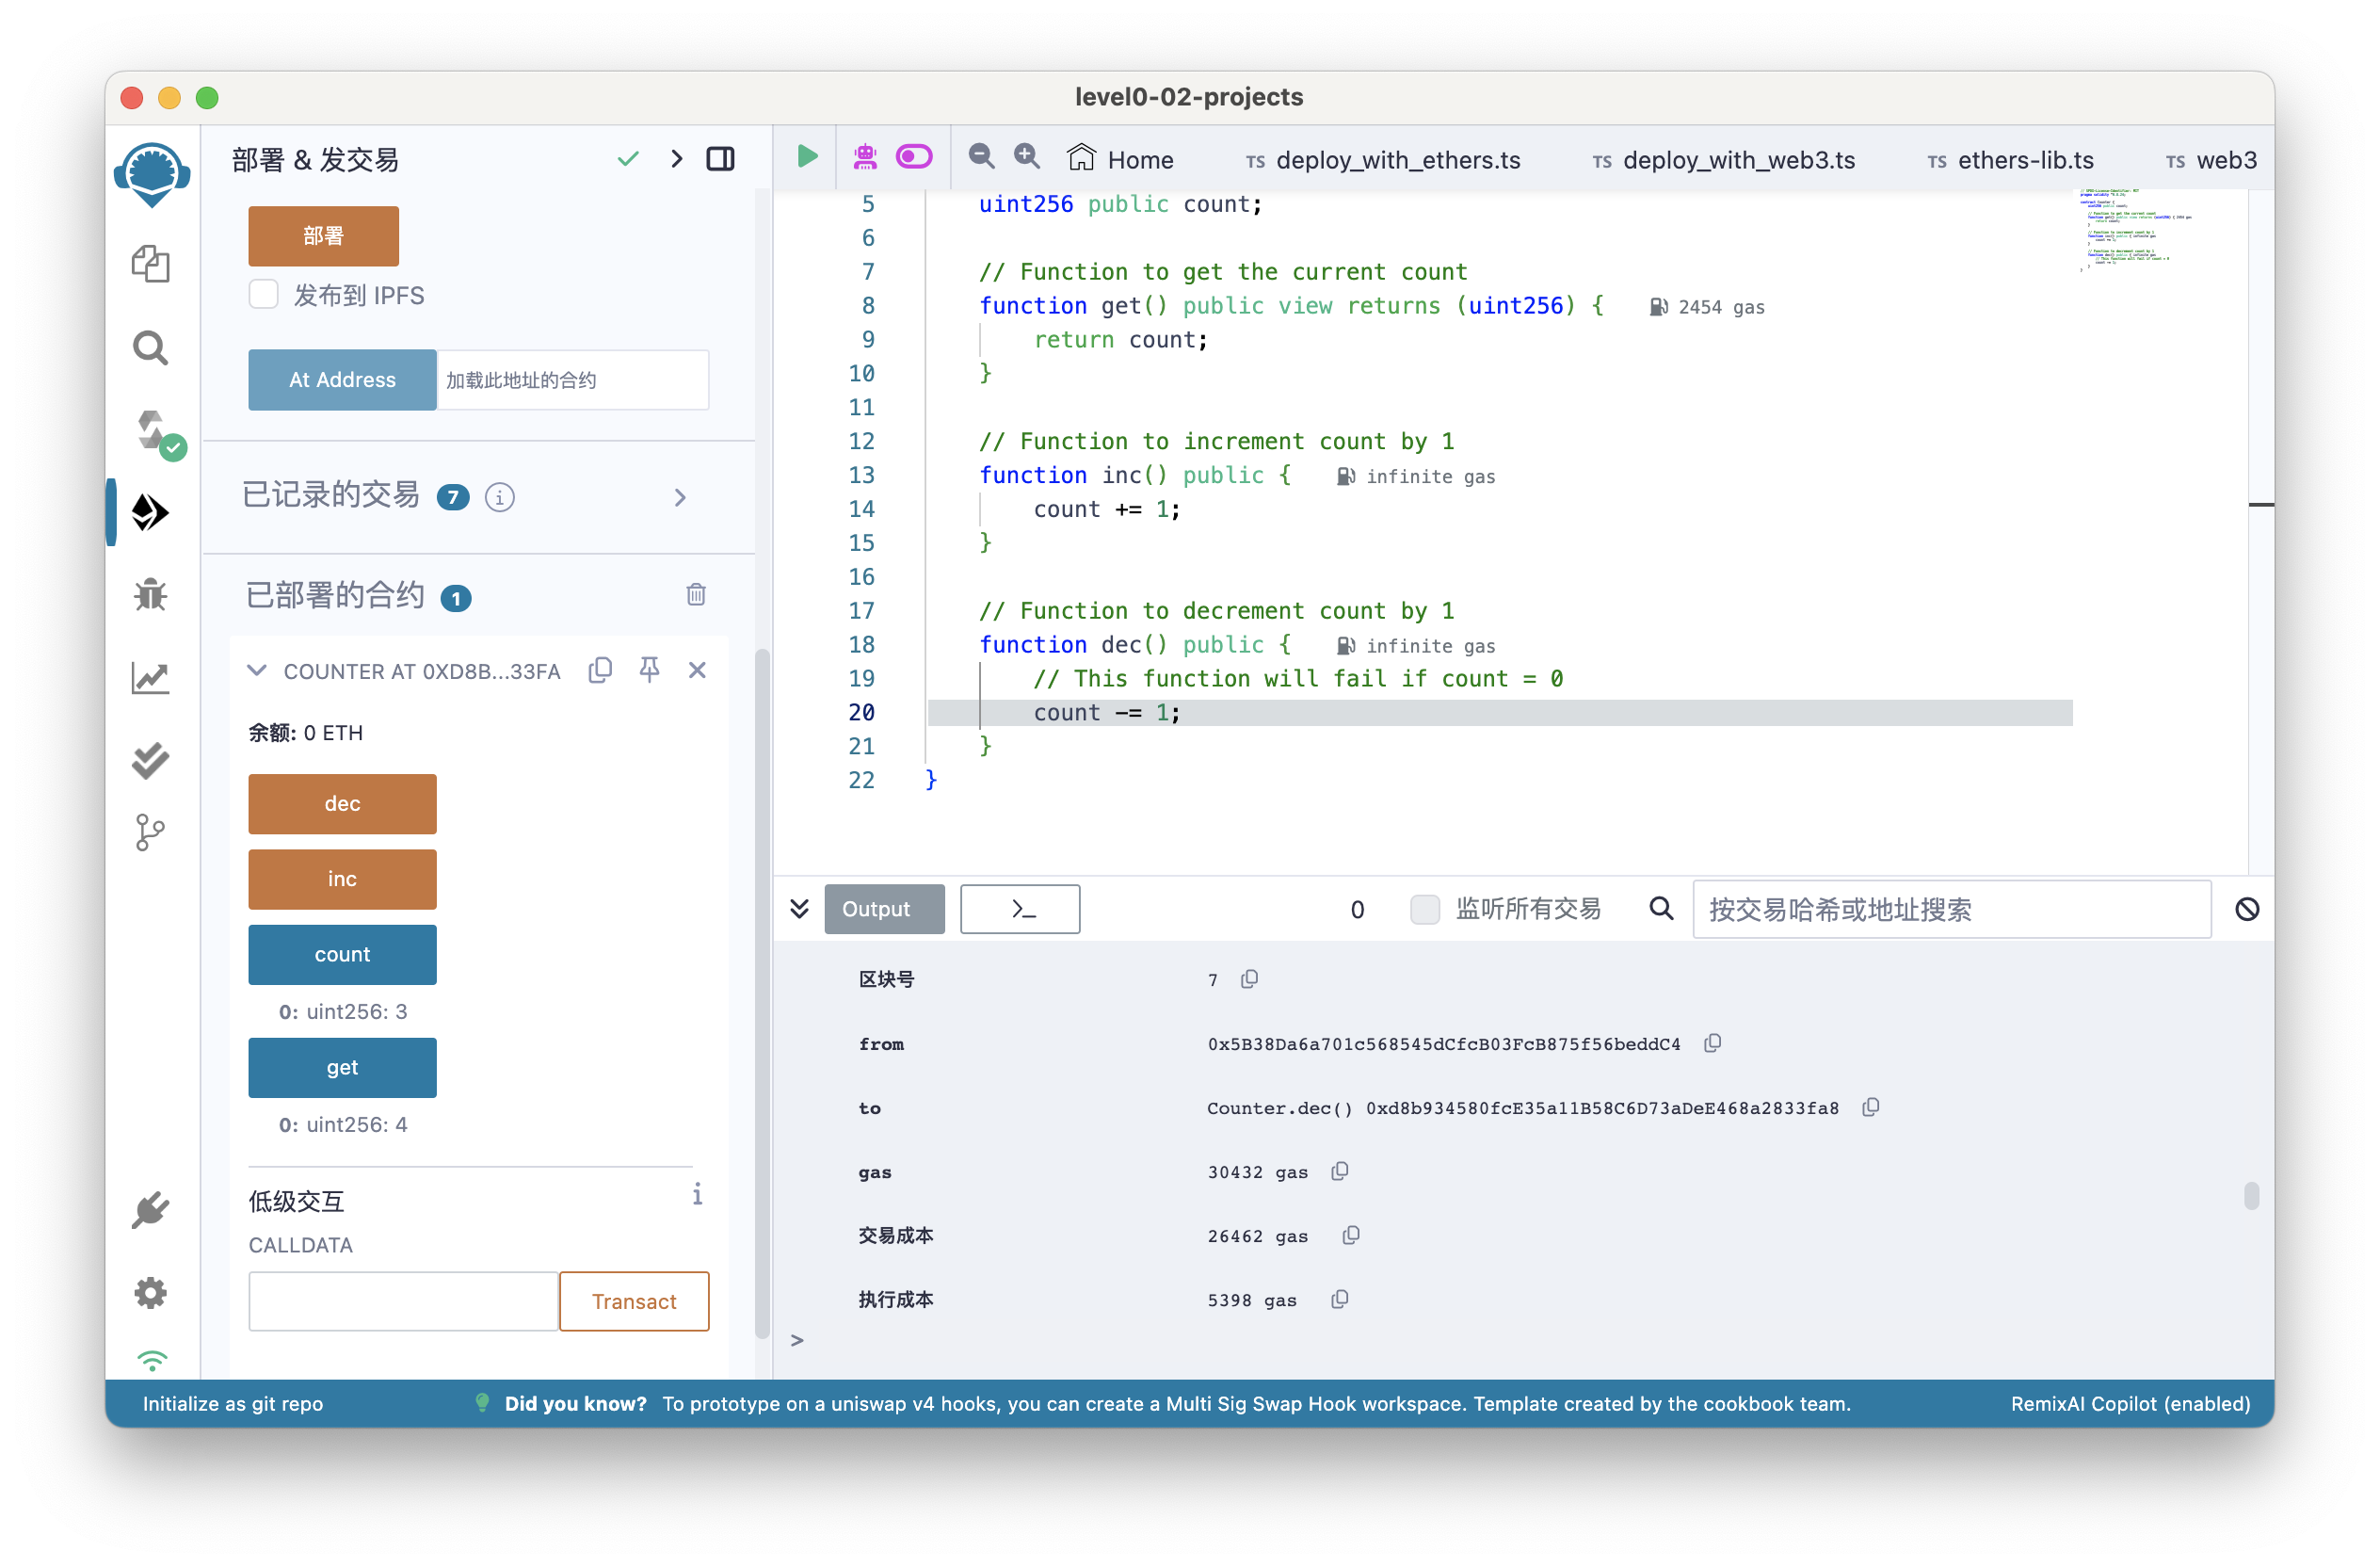 level0-02-projects
部署 & 发交易
部署
发布到 IPFS
At Address
加载此地址的合约
已记录的交易 7
已部署的合约 1
COUNTER AT 0XD8B...33FA
余额: 0 ETH
dec
inc
count
0: uint256: 3
get
0: uint256: 4
低级交互
CALLDATA
Transact
Home
TS deploy_with_ethers.ts
TS deploy_with_web3.ts
TS ethers-lib.ts
TS web3
5 uint256 public count;
6
7 // Function to get the current count
8 function get() public view returns (uint256) { 2454 gas
9 return count;
10 }
11
12 // Function to increment count by 1
13 function inc() public { infinite gas
14 count += 1;
15 }
16
17 // Function to decrement count by 1
18 function dec() public { infinite gas
19 // This function will fail if count = 0
20 count -= 1;
21 }
22 }
Output
>_
0
监听所有交易
按交易哈希或地址搜索
区块号 7
from 0x5B38Da6a701c568545dCfcB03FcB875f56beddC4
to Counter.dec() 0xd8b934580fcE35a11B58C6D73aDeE468a2833fa8
gas 30432 gas
交易成本 26462 gas
执行成本 5398 gas
>
Initialize as git repo
Did you know? To prototype on a uniswap v4 hooks, you can create a Multi Sig Swap Hook workspace. Template created by the cookbook team.
RemixAI Copilot (enabled)